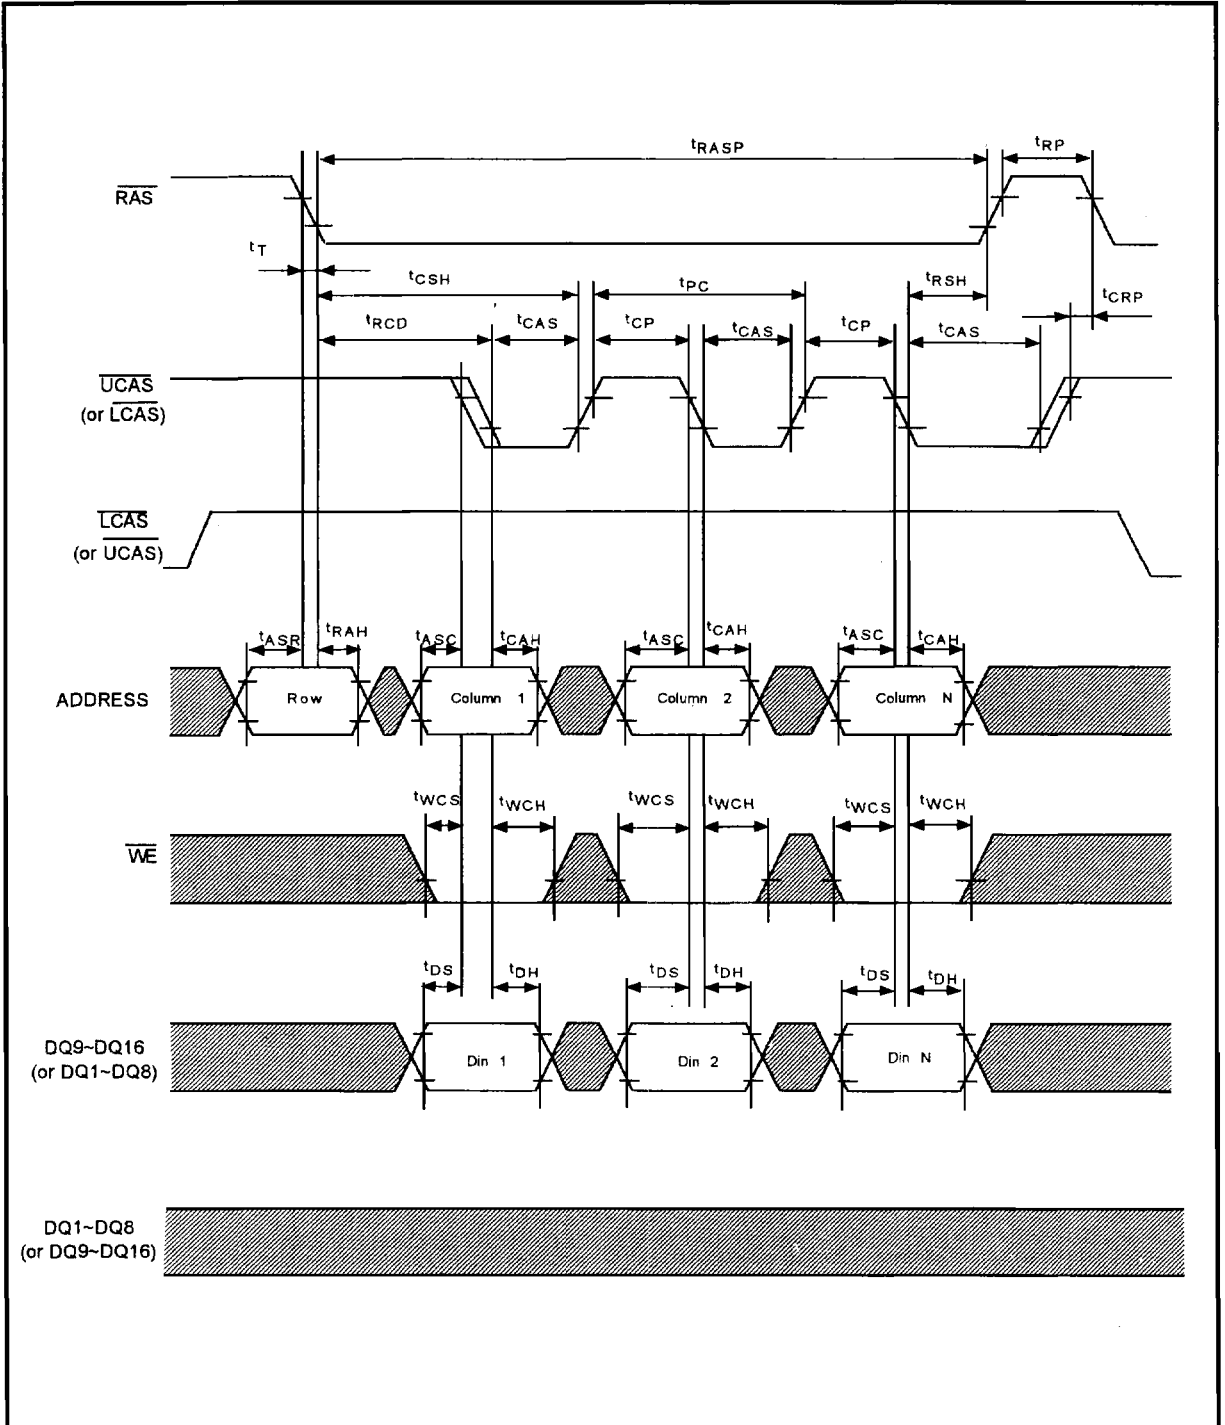 tRASP
tRP
RAS
tT
tCSH
tPC
tRSH
tCRP
tRCD
tCAS
tCP
tCAS
tCP
tCAS
UCAS
(or LCAS)
LCAS
(or UCAS)
tASR
tRAH
tASC
tCAH
tASC
tCAH
tASC
tCAH
ADDRESS
Row
Column 1
Column 2
Column N
tWCS
tWCH
tWCS
tWCH
tWCS
tWCH
WE
tDS
tDH
tDS
tDH
tDS
tDH
DQ9~DQ16
(or DQ1~DQ8)
Din 1
Din 2
Din N
DQ1~DQ8
(or DQ9~DQ16)